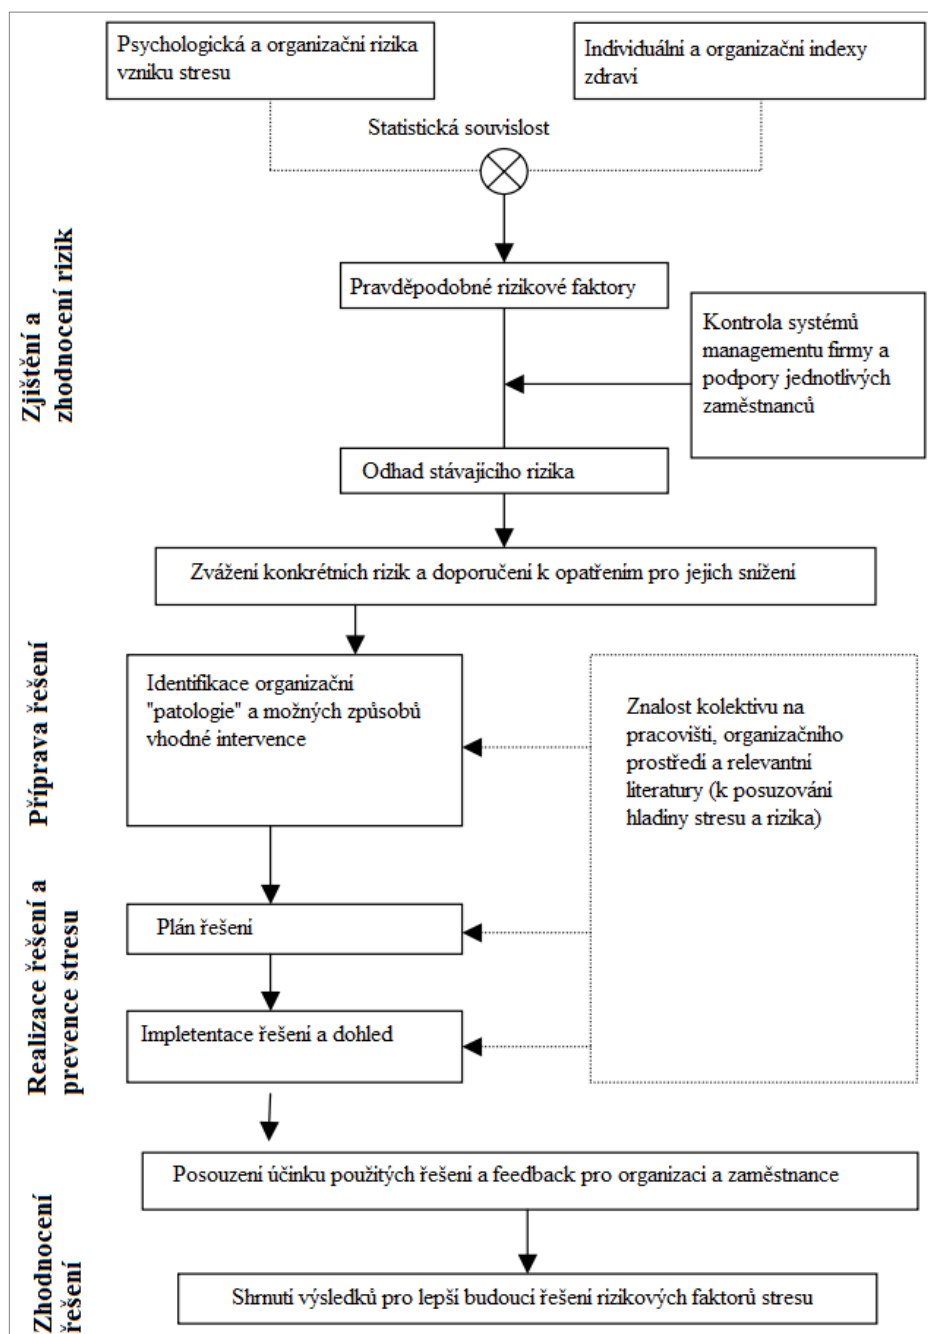 Psychologická a organizační rizika
vzniku stresu
Individuální a organizační indexy
zdraví
Statistická souvislost
Zjištění a
zhodnocení rizik
Pravděpodobné rizikové faktory
Kontrola systémů
managementu firmy a
podpory jednotlivých
zaměstnanců
Odhad stávajícího rizika
Zvážení konkrétních rizik a doporučení k opatřením pro jejich snížení
Příprava řešení
Identifikace organizační
"patologie" a možných způsobů
vhodné intervence
Znalost kolektivu na
pracovišti, organizačního
prostředí a relevantní
literatury (k posuzování
hladiny stresu a rizika)
Realizace řešení a
prevence stresu
Plán řešení
Impletentace řešení a dohled
Zhodnocení
řešení
Posouzení účinku použitých řešení a feedback pro organizaci a zaměstnance
Shrnutí výsledků pro lepší budoucí řešení rizikových faktorů stresu